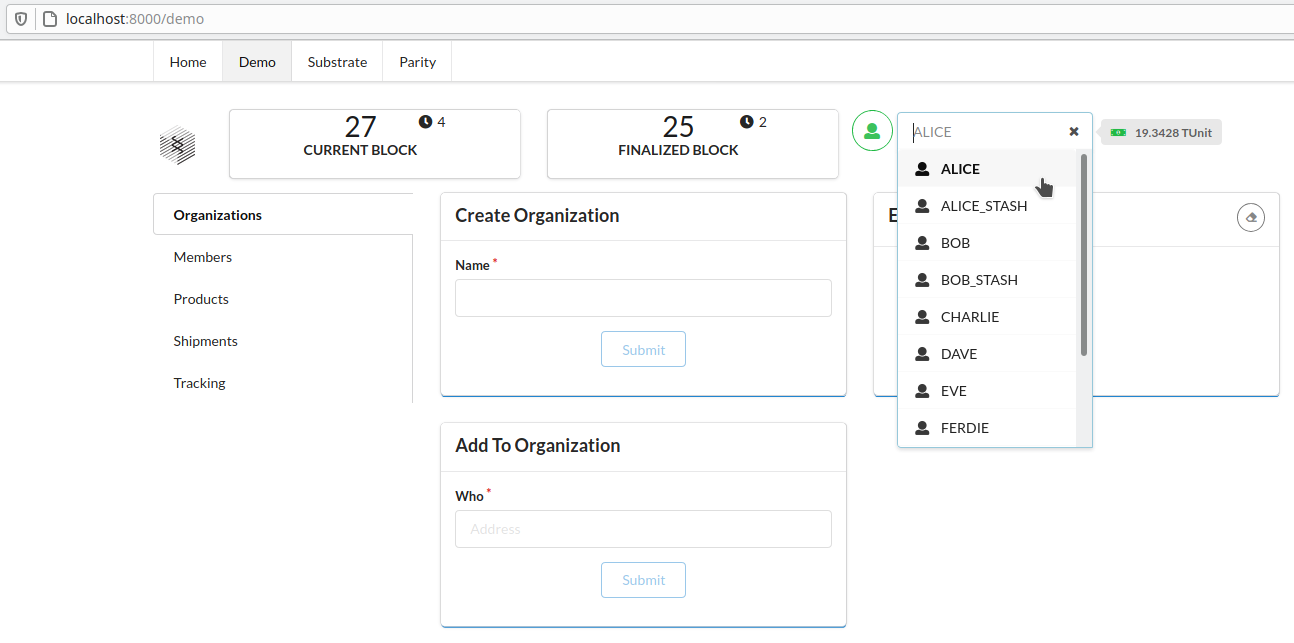 localhost:8000/demo
Home Demo Substrate Parity
27 4
CURRENT BLOCK
25 2
FINALIZED BLOCK
ALICE
19.3428 TUnit
ALICE
ALICE_STASH
BOB
BOB_STASH
CHARLIE
DAVE
EVE
FERDIE
Organizations
Members
Products
Shipments
Tracking
Create Organization
Name *
Submit
E
Add To Organization
Who *
Address
Submit